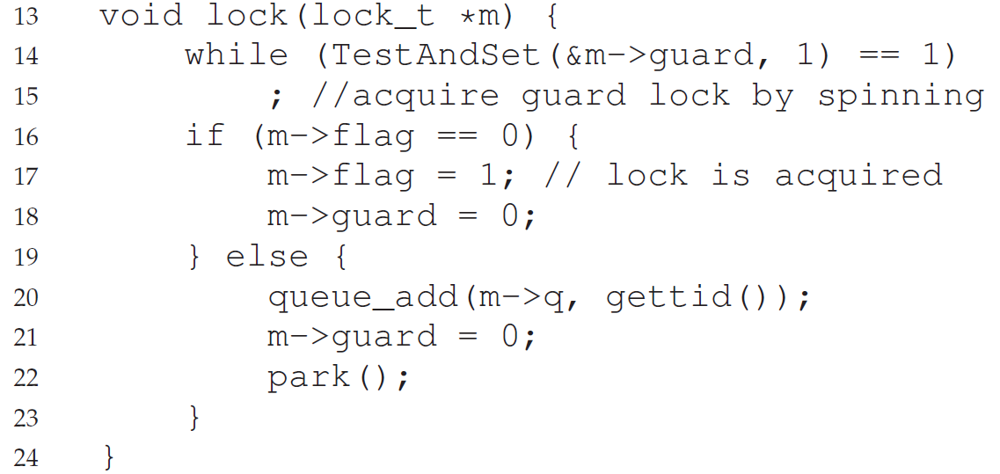 13 void lock(lock_t *m) {
14 while (TestAndSet(&m->guard, 1) == 1)
15 ; //acquire guard lock by spinning
16 if (m->flag == 0) {
17 m->flag = 1; // lock is acquired
18 m->guard = 0;
19 } else {
20 queue_add(m->q, gettid());
21 m->guard = 0;
22 park();
23 }
24 }